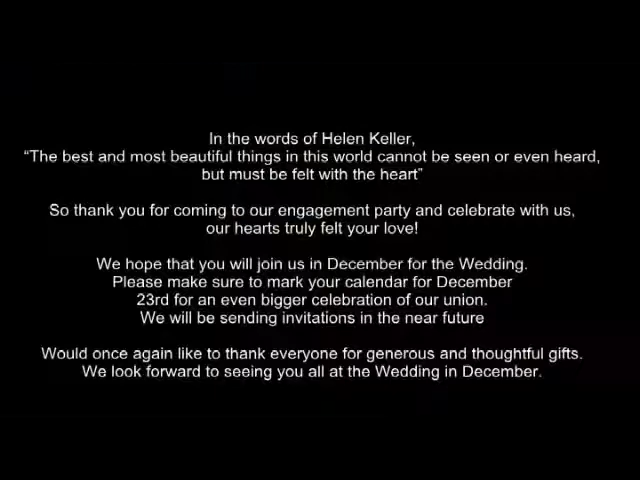 In the words of Helen Keller,
“The best and most beautiful things in this world cannot be seen or even heard,
but must be felt with the heart”
So thank you for coming to our engagement party and celebrate with us,
our hearts truly felt your love!
We hope that you will join us in December for the Wedding.
Please make sure to mark your calendar for December
23rd for an even bigger celebration of our union.
We will be sending invitations in the near future
Would once again like to thank everyone for generous and thoughtful gifts.
We look forward to seeing you all at the Wedding in December.